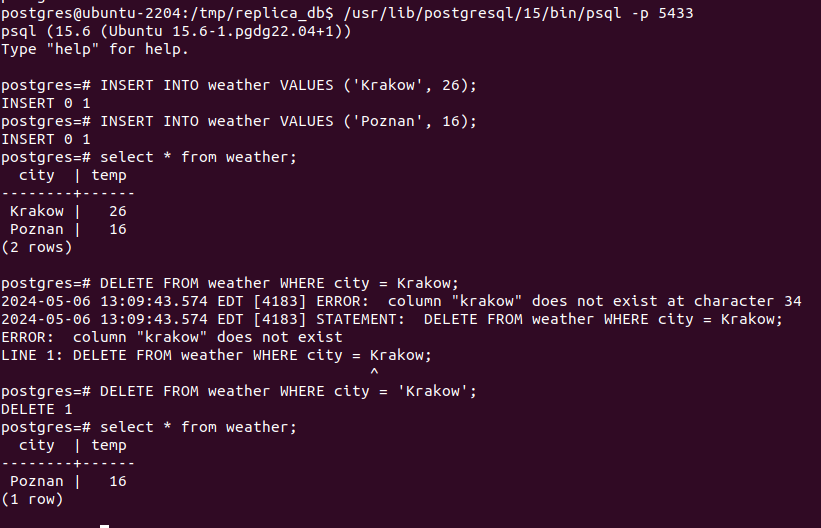 postgres@ubuntu-2204:/tmp/replica_db$ /usr/lib/postgresql/15/bin/psql -p 5433
psql (15.6 (Ubuntu 15.6-1.pgdg22.04+1))
Type "help" for help.

postgres=# INSERT INTO weather VALUES ('Krakow', 26);
INSERT 0 1
postgres=# INSERT INTO weather VALUES ('Poznan', 16);
INSERT 0 1
postgres=# select * from weather;
  city  | temp
--------+------
 Krakow |   26
 Poznan |   16
(2 rows)

postgres=# DELETE FROM weather WHERE city = Krakow;
2024-05-06 13:09:43.574 EDT [4183] ERROR:  column "krakow" does not exist at character 34
2024-05-06 13:09:43.574 EDT [4183] STATEMENT:  DELETE FROM weather WHERE city = Krakow;
ERROR:  column "krakow" does not exist
LINE 1: DELETE FROM weather WHERE city = Krakow;
                                         ^
postgres=# DELETE FROM weather WHERE city = 'Krakow';
DELETE 1
postgres=# select * from weather;
  city  | temp
--------+------
 Poznan |   16
(1 row)